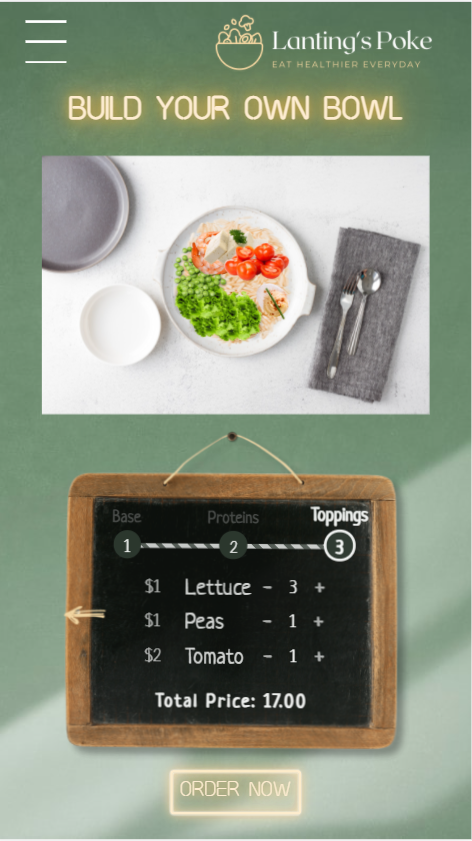 Lanting's Poke
EAT HEALTHIER EVERYDAY
BUILD YOUR OWN BOWL
Base Proteins Toppings
1 2 3
$1 Lettuce - 3 +
$1 Peas - 1 +
$2 Tomato - 1 +
Total Price: 17.00
ORDER NOW